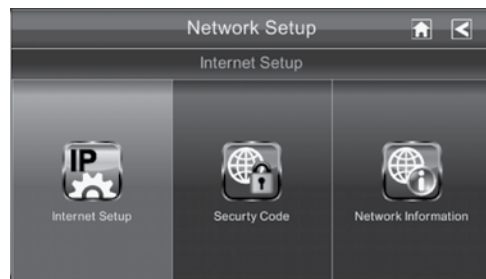 Network Setup
Internet Setup
IP
Internet Setup
Securty Code
Network Information